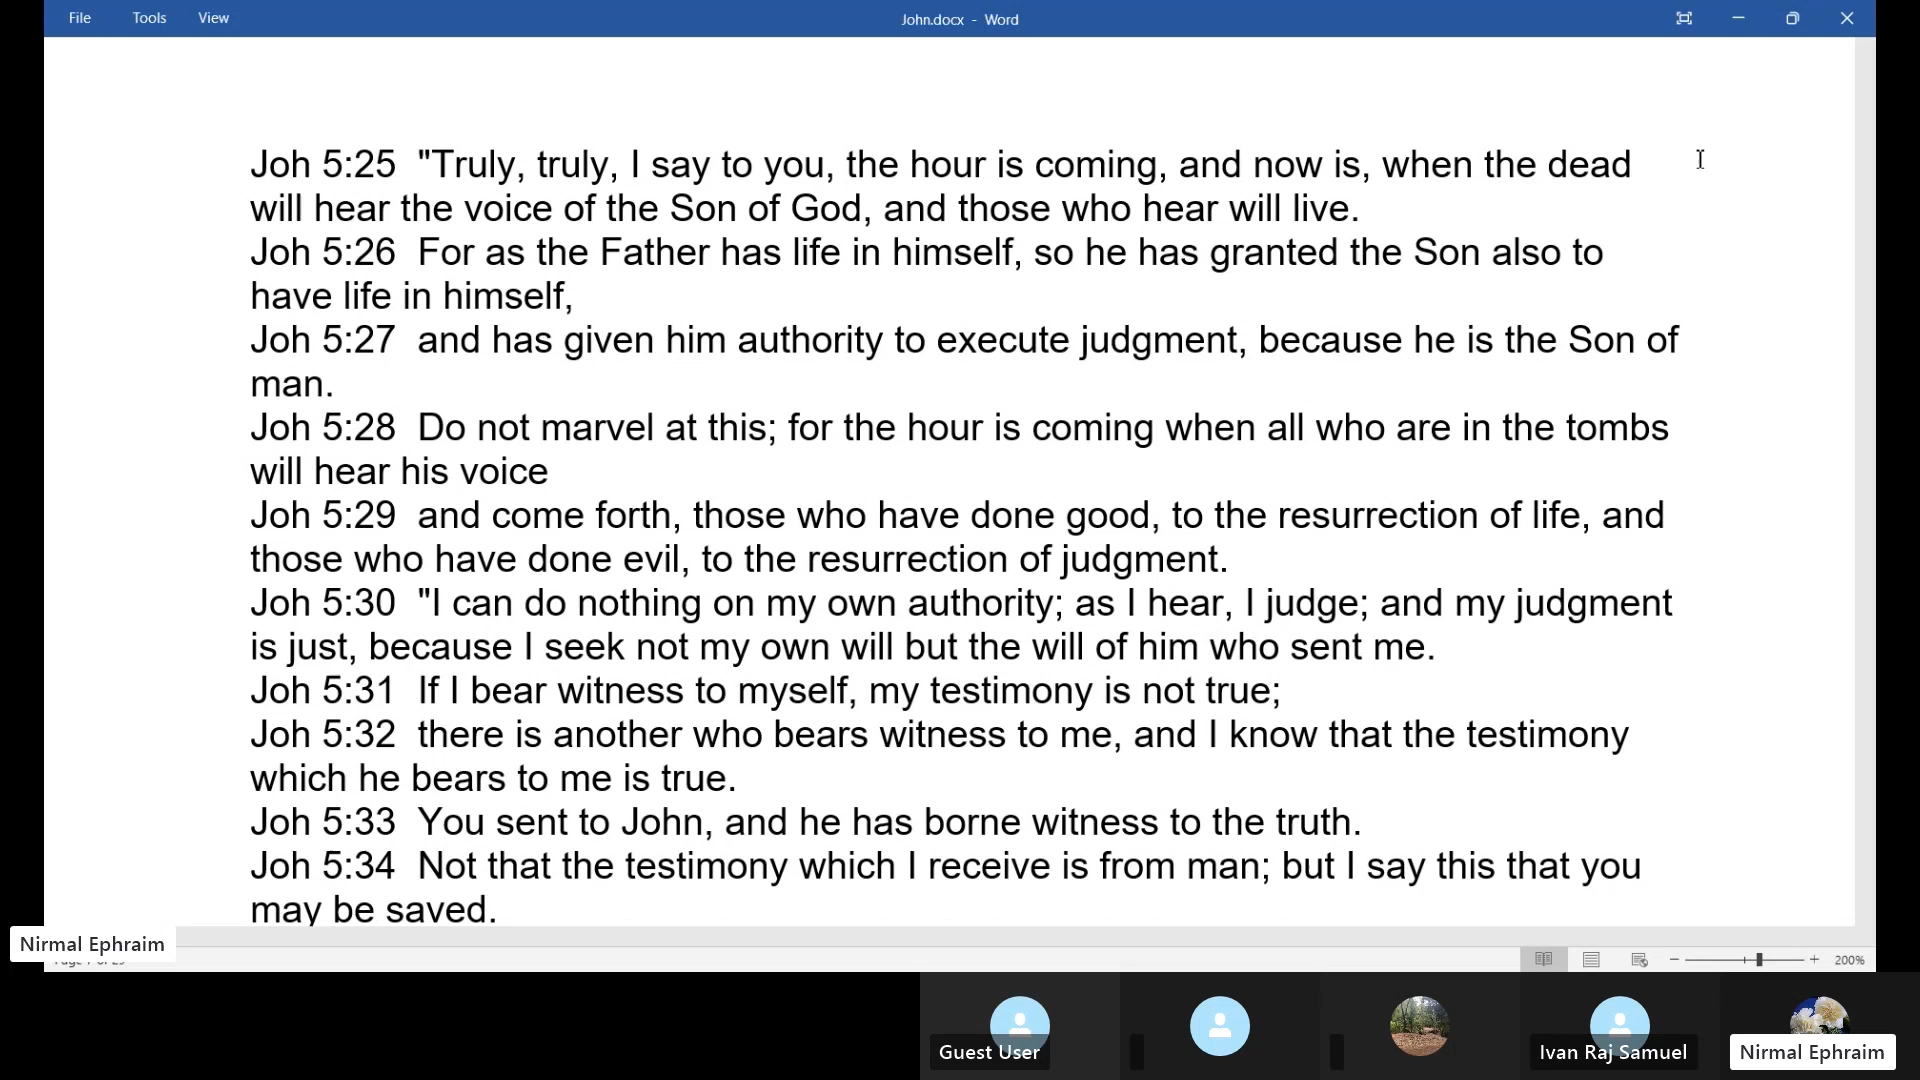 File Tools View John.docx - Word
Joh 5:25 "Truly, truly, I say to you, the hour is coming, and now is, when the dead
will hear the voice of the Son of God, and those who hear will live.
Joh 5:26 For as the Father has life in himself, so he has granted the Son also to
have life in himself,
Joh 5:27 and has given him authority to execute judgment, because he is the Son of
man.
Joh 5:28 Do not marvel at this; for the hour is coming when all who are in the tombs
will hear his voice
Joh 5:29 and come forth, those who have done good, to the resurrection of life, and
those who have done evil, to the resurrection of judgment.
Joh 5:30 "I can do nothing on my own authority; as I hear, I judge; and my judgment
is just, because I seek not my own will but the will of him who sent me.
Joh 5:31 If I bear witness to myself, my testimony is not true;
Joh 5:32 there is another who bears witness to me, and I know that the testimony
which he bears to me is true.
Joh 5:33 You sent to John, and he has borne witness to the truth.
Joh 5:34 Not that the testimony which I receive is from man; but I say this that you
may be saved.
Nirmal Ephraim
200%
Guest User
Ivan Raj Samuel
Nirmal Ephraim